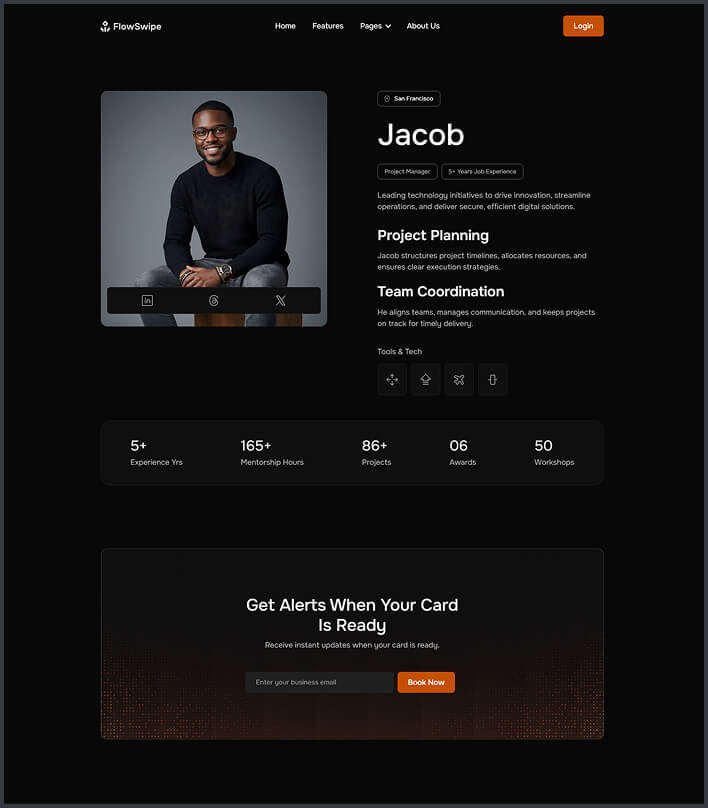 FlowSwipe
Home
Features
Pages
About Us
Login
San Francisco
Jacob
Project Manager
5+ Years Job Experience
Leading technology initiatives to drive innovation, streamline
operations, and deliver secure, efficient digital solutions.
Project Planning
Jacob structures project timelines, allocates resources, and
ensures clear execution strategies.
Team Coordination
He aligns teams, manages communication, and keeps projects
on track for timely delivery.
in
Tools & Tech
5+
Experience Yrs
165+
Mentorship Hours
86+
Projects
06
Awards
50
Workshops
Get Alerts When Your Card
Is Ready
Receive instant updates when your card is ready.
Enter your business email
Book Now